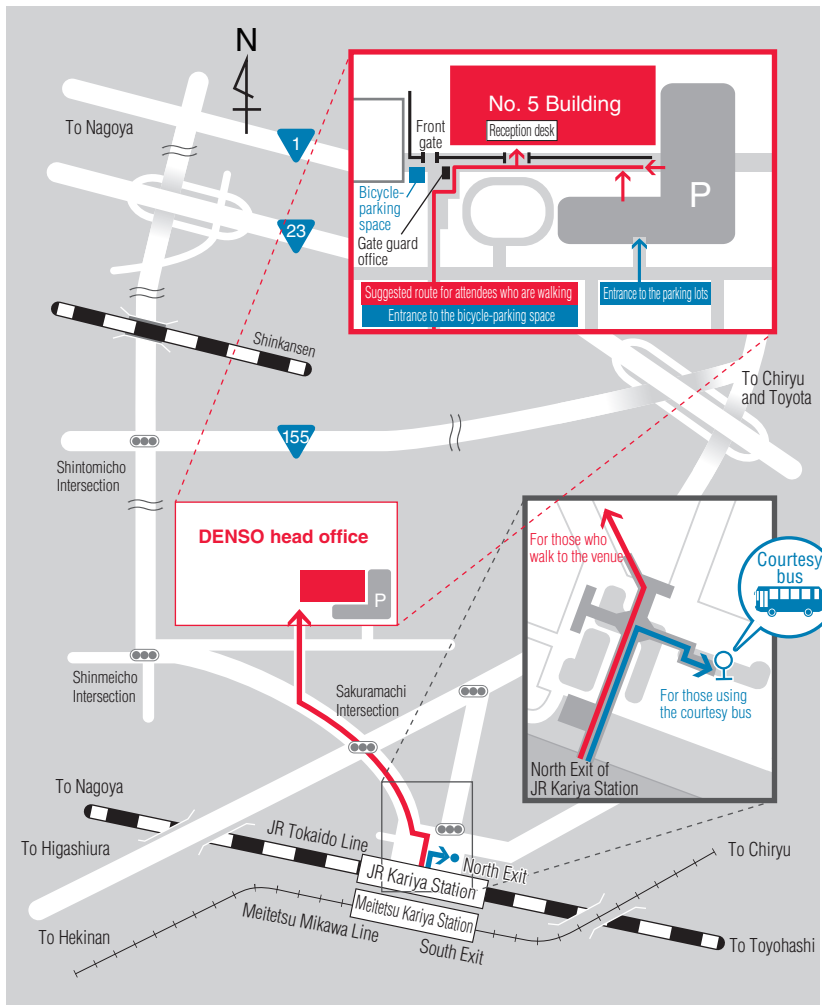 N
To Nagoya
1
23
No. 5 Building
Reception desk
Front
gate
P
Bicycle-
parking
space
Gate guard
office
Suggested route for attendees who are walking
Entrance to the bicycle-parking space
Entrance to the parking lots
Shinkansen
To Chiryu
and Toyota
155
Shintomicho
Intersection
DENSO head office
P
For those who
walk to the venue
Courtesy
bus
For those using
the courtesy bus
North Exit of
JR Kariya Station
Shinmeicho
Intersection
Sakuramachi
Intersection
To Nagoya
JR Tokaido Line
To Higashiura
North Exit
JR Kariya Station
To Chiryu
Meitetsu Kariya Station
Meitetsu Mikawa Line
South Exit
To Hekinan
To Toyohashi